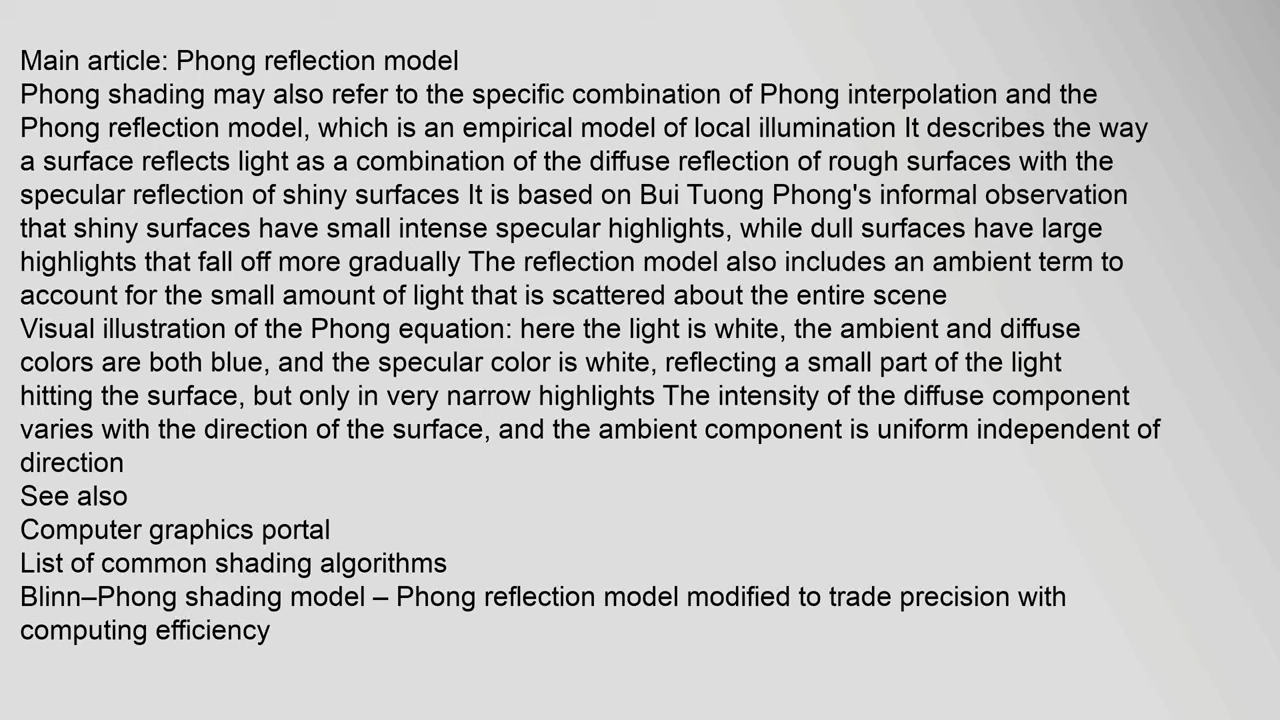 Main article: Phong reflection model
Phong shading may also refer to the specific combination of Phong interpolation and the
Phong reflection model, which is an empirical model of local illumination It describes the way
a surface reflects light as a combination of the diffuse reflection of rough surfaces with the
specular reflection of shiny surfaces It is based on Bui Tuong Phong's informal observation
that shiny surfaces have small intense specular highlights, while dull surfaces have large
highlights that fall off more gradually The reflection model also includes an ambient term to
account for the small amount of light that is scattered about the entire scene
Visual illustration of the Phong equation: here the light is white, the ambient and diffuse
colors are both blue, and the specular color is white, reflecting a small part of the light
hitting the surface, but only in very narrow highlights The intensity of the diffuse component
varies with the direction of the surface, and the ambient component is uniform independent of
direction
See also
Computer graphics portal
List of common shading algorithms
Blinn–Phong shading model – Phong reflection model modified to trade precision with
computing efficiency